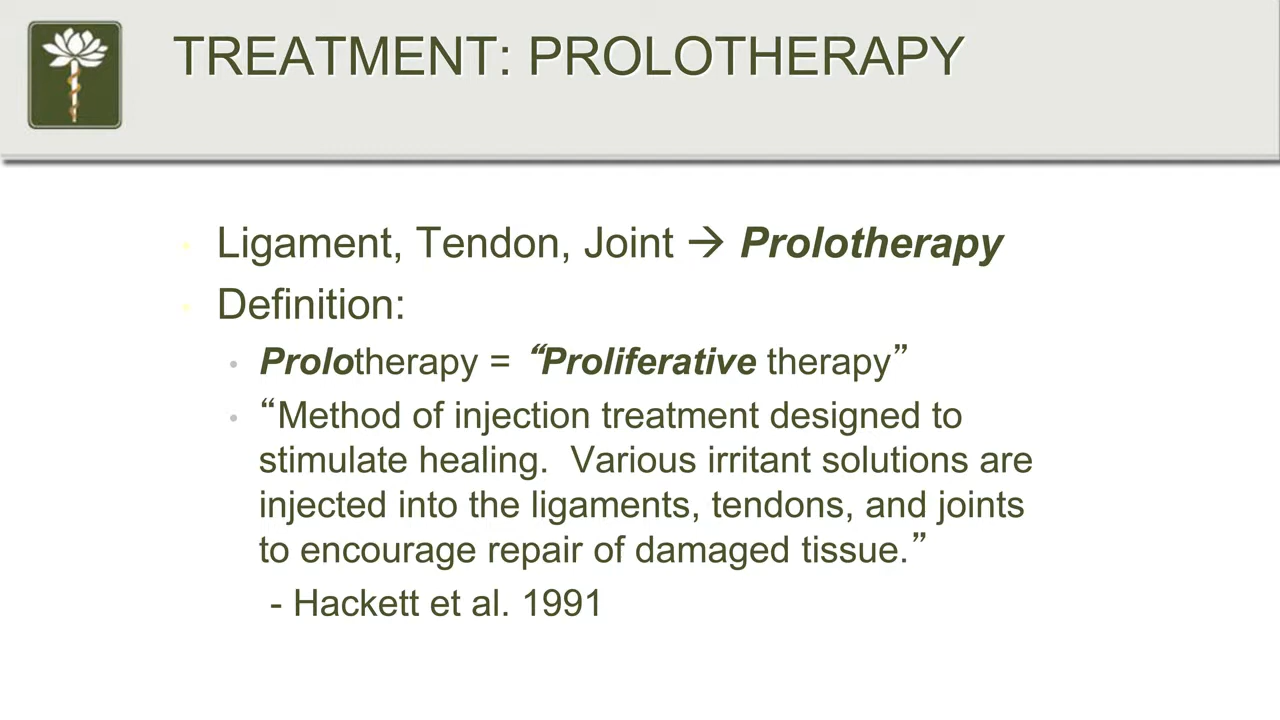 TREATMENT: PROLOTHERAPY
• Ligament, Tendon, Joint → Prolotherapy
• Definition:
• Prolotherapy = “Proliferative therapy”
• “Method of injection treatment designed to
stimulate healing.  Various irritant solutions are
injected into the ligaments, tendons, and joints
to encourage repair of damaged tissue.”
- Hackett et al. 1991